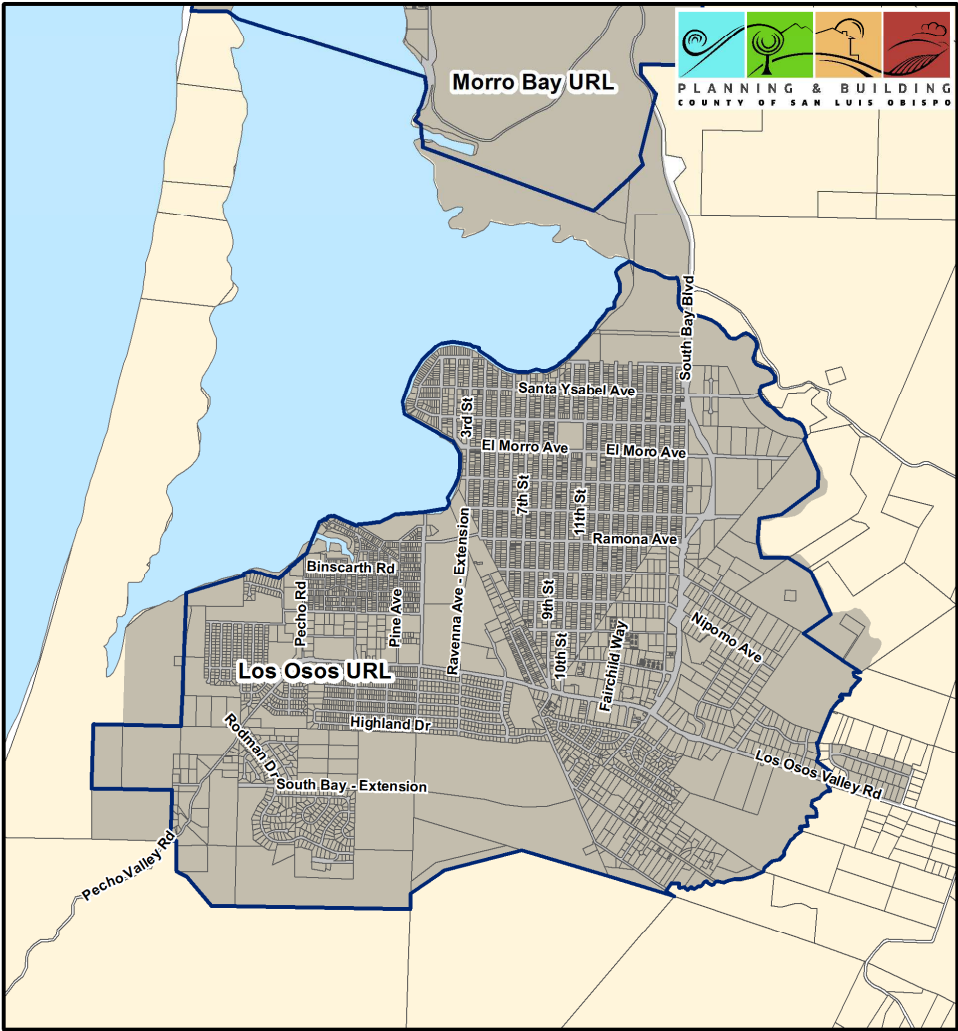 PLANNING & BUILDING
COUNTY OF SAN LUIS OBISPO
Morro Bay URL
South Bay Blvd
Santa Ysabel Ave
3rd St
El Morro Ave
El Moro Ave
7th St
11th St
Ramona Ave
Ravenna Ave - Extension
Binscarth Rd
Pecho Rd
Pine Ave
9th St
10th St
Fairchild Way
Nipomo Ave
Los Osos URL
Highland Dr
Rodman Dr
South Bay - Extension
Los Osos Valley Rd
Pecho Valley Rd